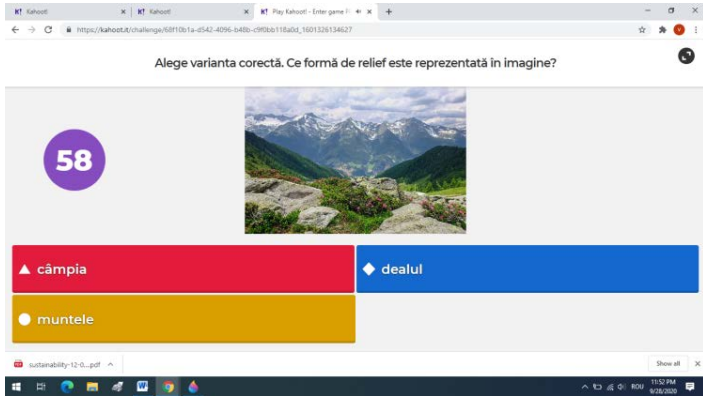 K! Kahoot!
K! Kahoot!
K! Play Kahoot! - Enter game PI
https://kahoot.it/challenge/68f10b1a-d542-4096-b48b-c9f0bb118a0d_1601326134627
V
Alege varianta corectă. Ce formă de relief este reprezentată în imagine?
58
câmpia
dealul
muntele
sustenability-12-0....pdf
Show all
W
ROU
11:52 PM
9/28/2020